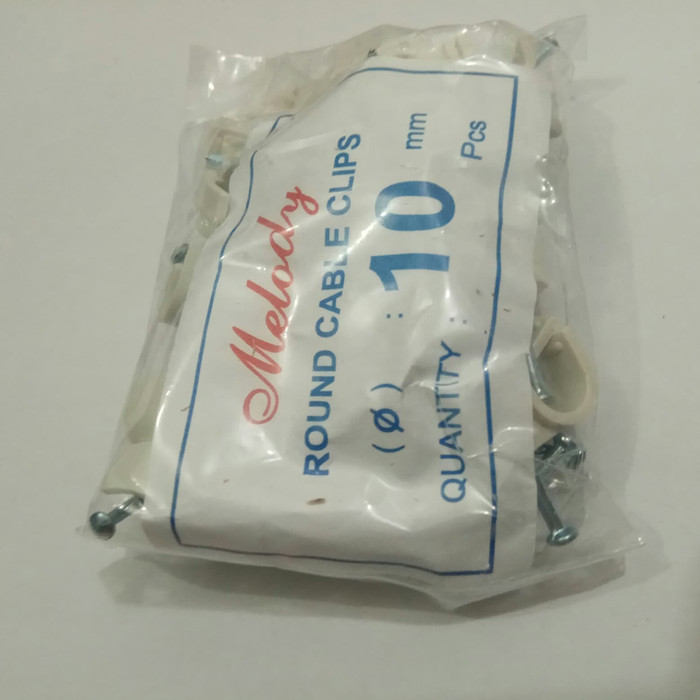 Melody
ROUND CABLE CLIPS
(Ø) : 10 mm
QUANTITY : Pcs